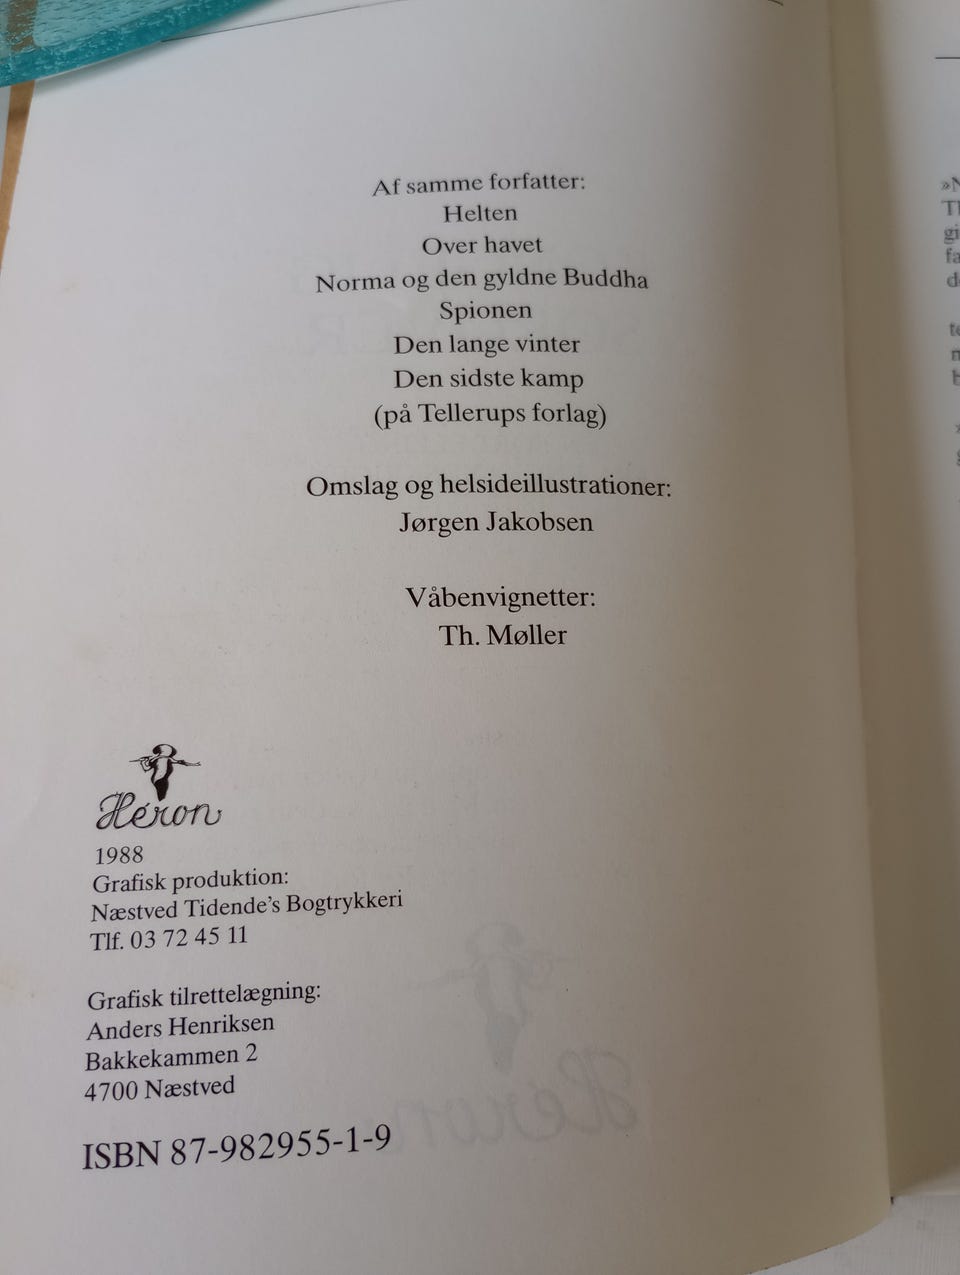 Af samme forfatter:
Helten
Over havet
Norma og den gyldne Buddha
Spionen
Den lange vinter
Den sidste kamp
(på Tellerups forlag)
Omslag og helsideillustrationer:
Jørgen Jakobsen
Våbenvignetter:
Th. Møller
Heron
1988
Grafisk produktion:
Næstved Tidende's Bogtrykkeri
Tlf. 03 72 45 11
Grafisk tilrettelægning:
Anders Henriksen
Bakkekammen 2
4700 Næstved
ISBN 87-982955-1-9